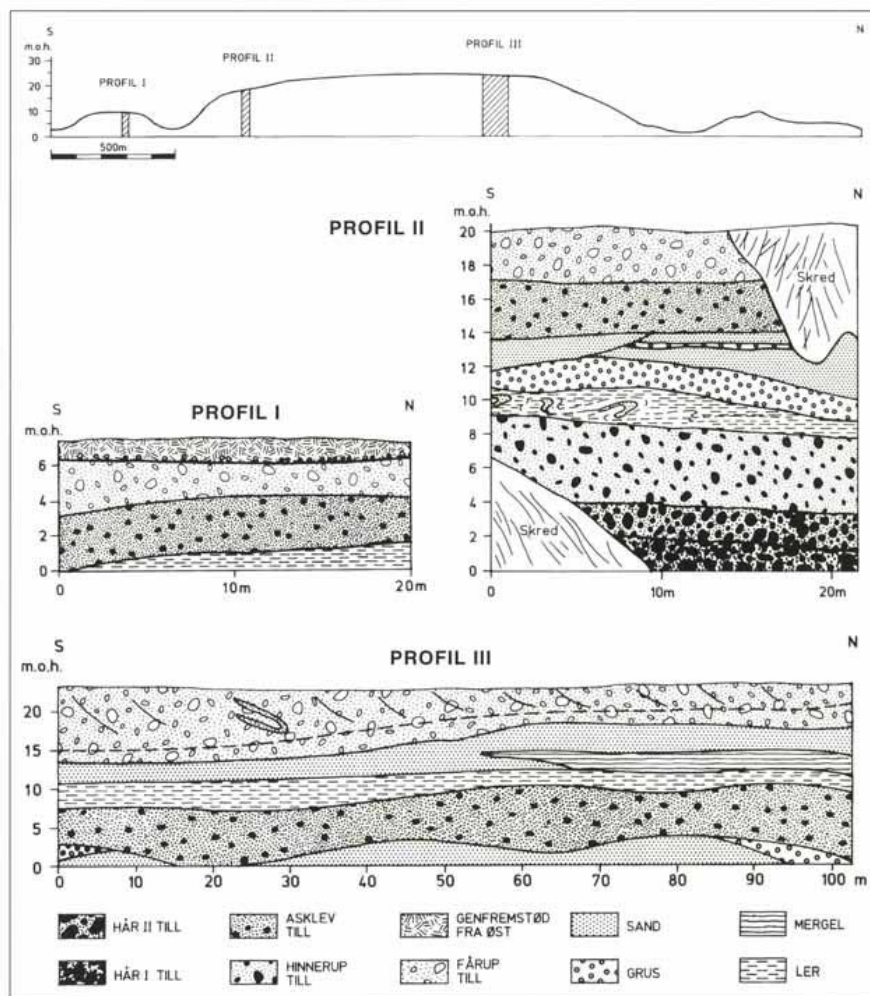 S N
m.o.h.
PROFIL III
PROFIL II
30
PROFIL I
20
10
0
500m
S N
m.o.h.
PROFIL II
20
18
Skred
16
14
12
10
8
6
4
Skred
2
0
0 10m 20m
PROFIL I
S N
m.o.h.
6
4
2
0
0 10m 20m
PROFIL III
S N
m.o.h.
20
15
10
5
0
0 10 20 30 40 50 60 70 80 90 100 m
HÅR II TILL
ASKLEV TILL
GENFREMSTØD FRA ØST
SAND
MERGEL
HÅR I TILL
HINNERUP TILL
FÅRUP TILL
GRUS
LER